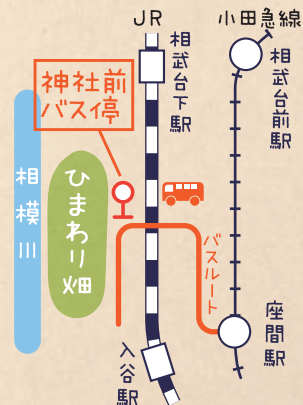 JR
小田急線
相武台下駅
相武台前駅
神社前
バス停
相模川
ひまわり畑
バスルート
座間駅
入谷駅